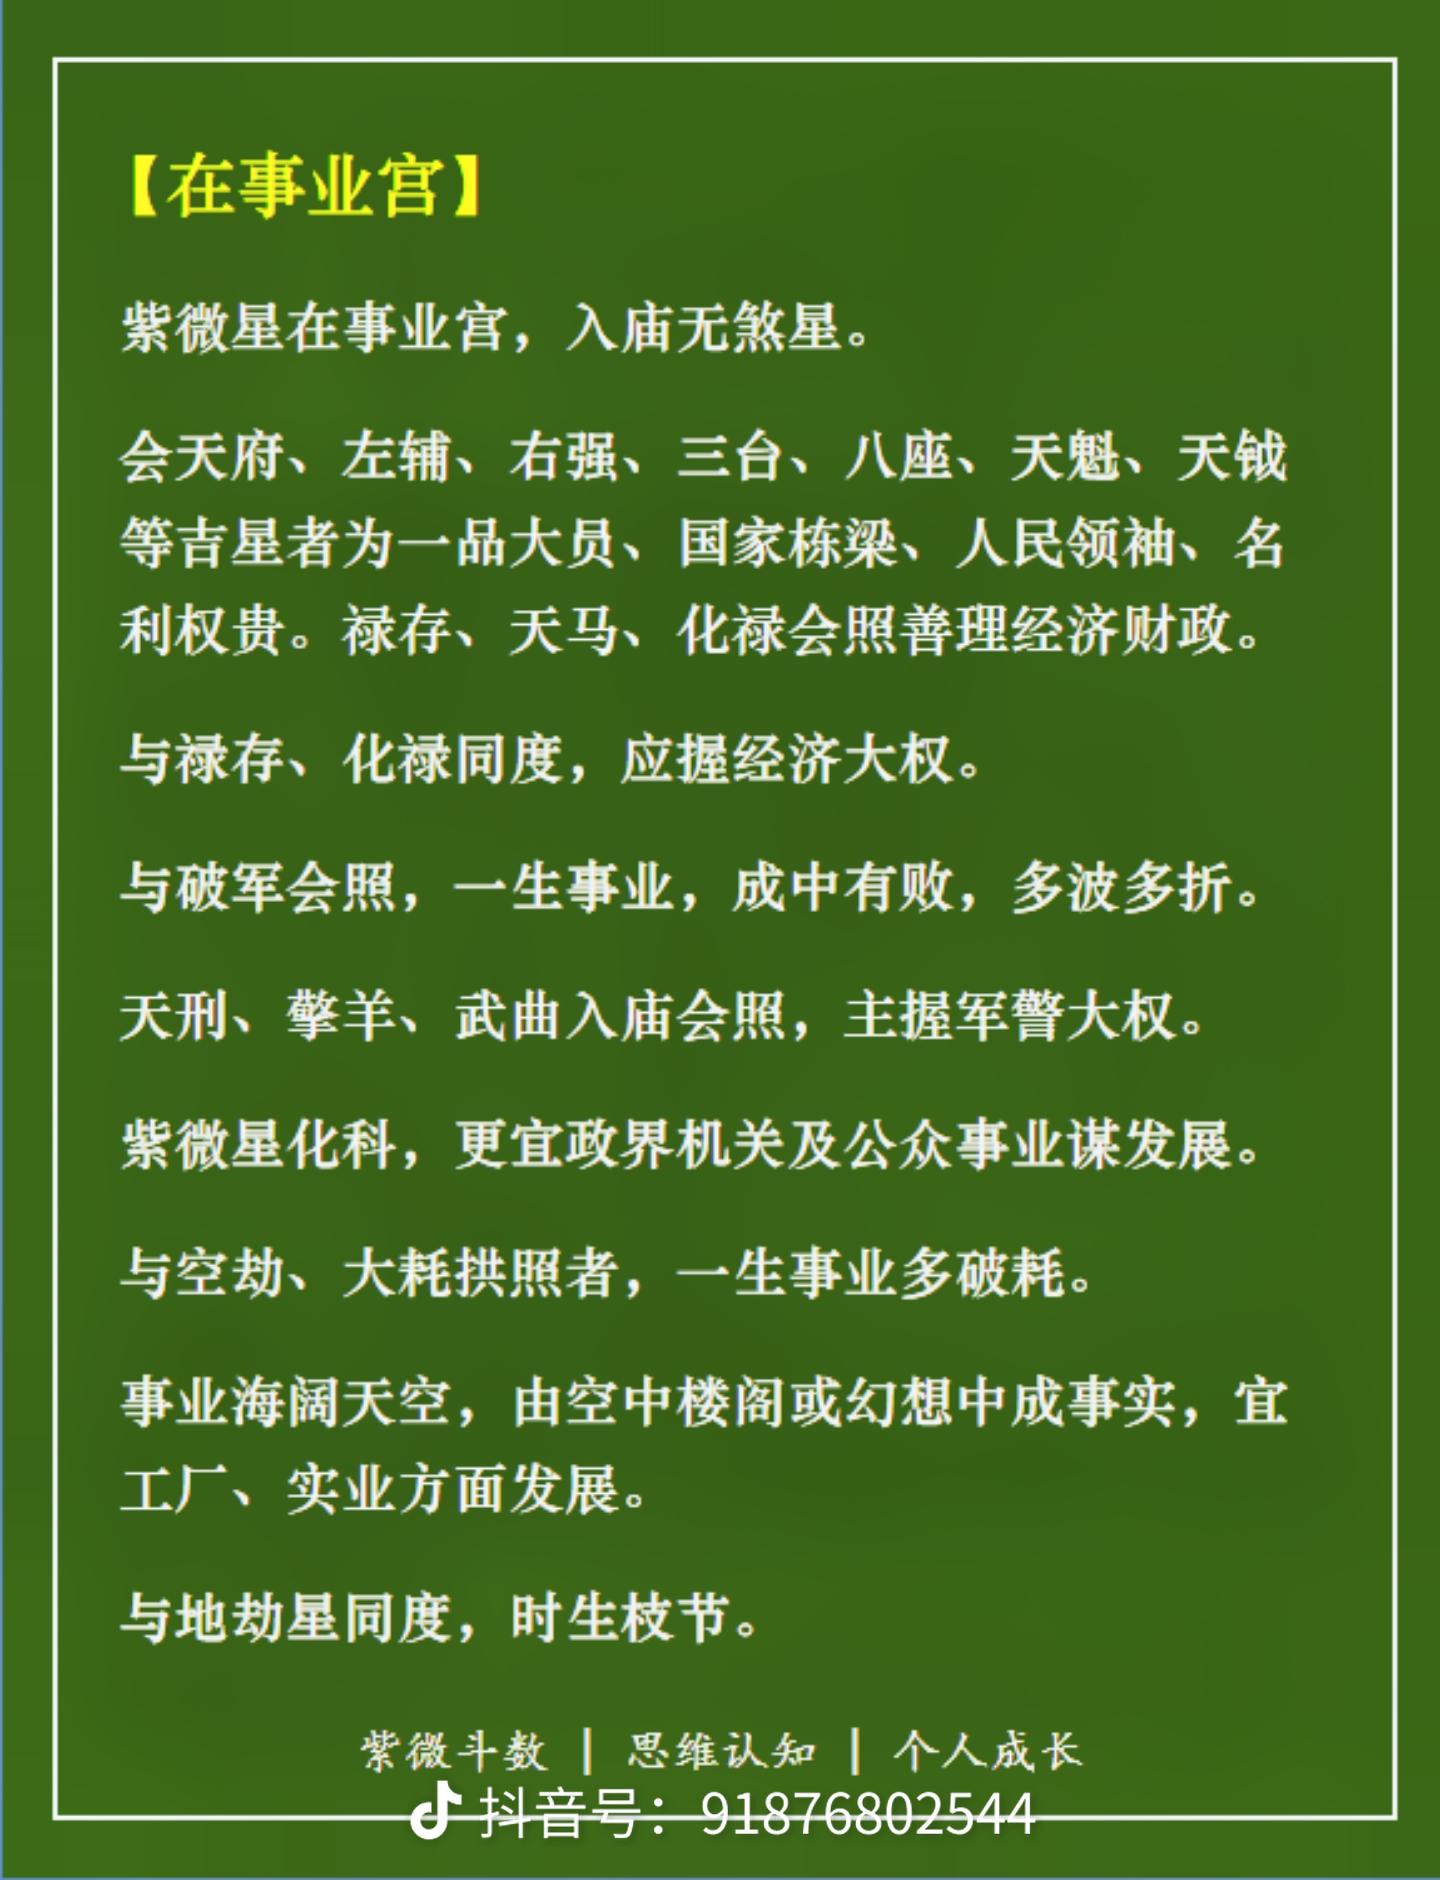 【在事业宫】
紫微星在事业宫，入庙无煞星。
会天府、左辅、右强、三台、八座、天魁、天钺
等吉星者为一品大员、国家栋梁、人民领袖、名
利权贵。禄存、天马、化禄会照善理经济财政。
与禄存、化禄同度，应握经济大权。
与破军会照，一生事业，成中有败，多波多折。
天刑、擎羊、武曲入庙会照，主握军警大权。
紫微星化科，更宜政界机关及公众事业谋发展。
与空劫、大耗拱照者，一生事业多破耗。
事业海阔天空，由空中楼阁或幻想中成事实，宜
工厂、实业方面发展。
与地劫星同度，时生枝节。
紫微斗数 | 思维认知 | 个人成长
抖音号：91876802544